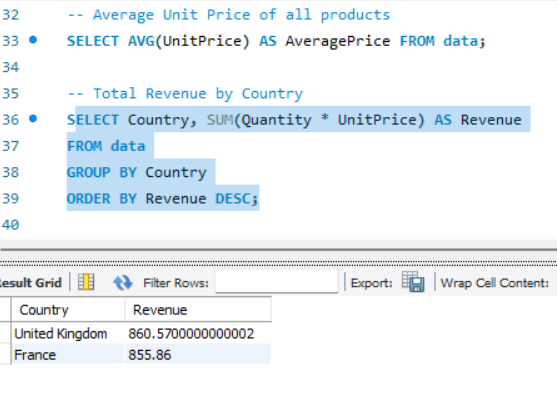 32 -- Average Unit Price of all products
33 SELECT AVG(UnitPrice) AS AveragePrice FROM data;
34
35 -- Total Revenue by Country
36 SELECT Country, SUM(Quantity * UnitPrice) AS Revenue
37 FROM data
38 GROUP BY Country
39 ORDER BY Revenue DESC;
40
esult Grid Filter Rows: Export: Wrap Cell Content:
Country Revenue
United Kingdom 860.5700000000002
France 855.86